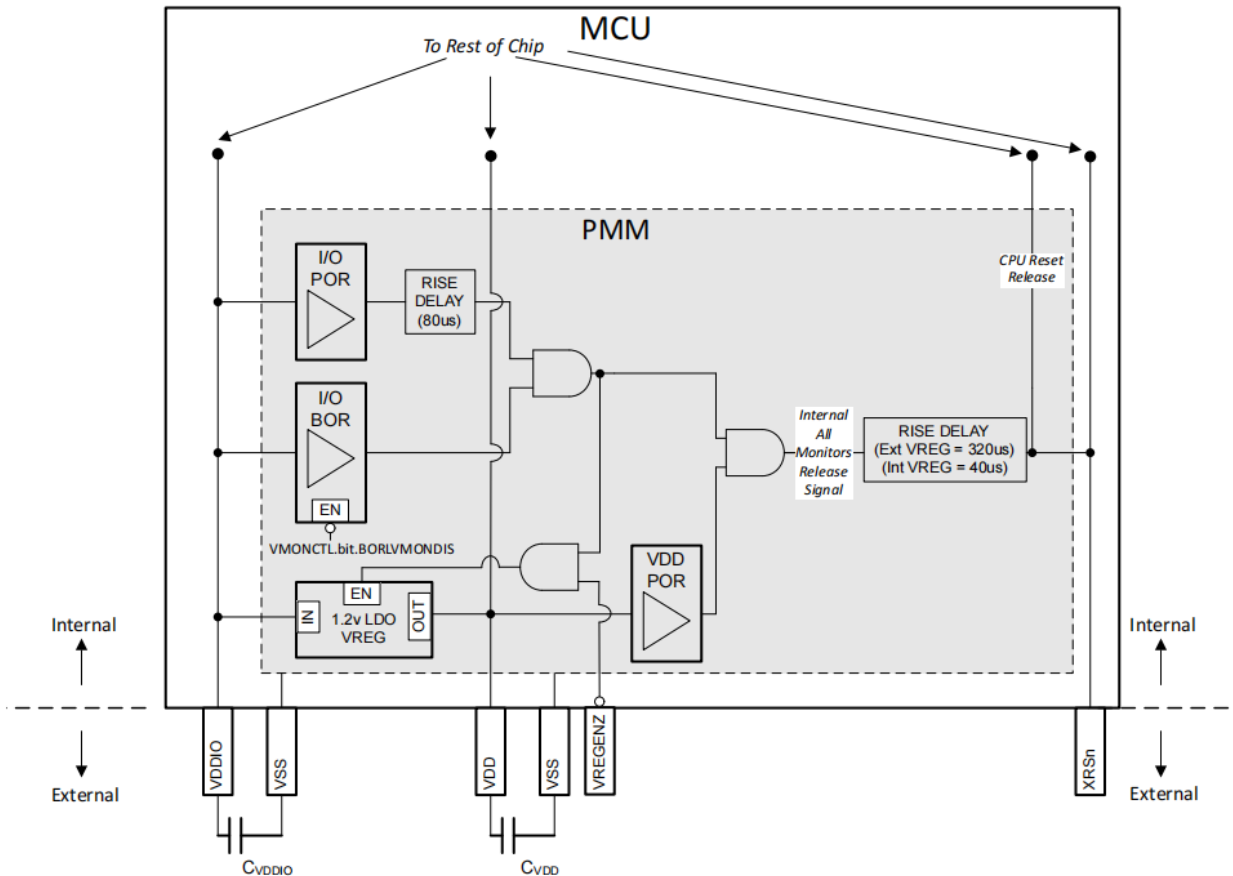 MCU
To Rest of Chip
PMM
I/O
POR
RISE
DELAY
(80us)
CPU Reset
Release
I/O
BOR
EN
VMONCTL.bit.BORLVMONDIS
Internal
All
Monitors
Release
Signal
RISE DELAY
(Ext VREG = 320us)
(Int VREG = 40us)
EN
IN
1.2v LDO
VREG
OUT
VDD
POR
Internal
External
Internal
External
VDDIO
VSS
VDD
VSS
VREGENZ
XRSn
CVDDIO
CVDD